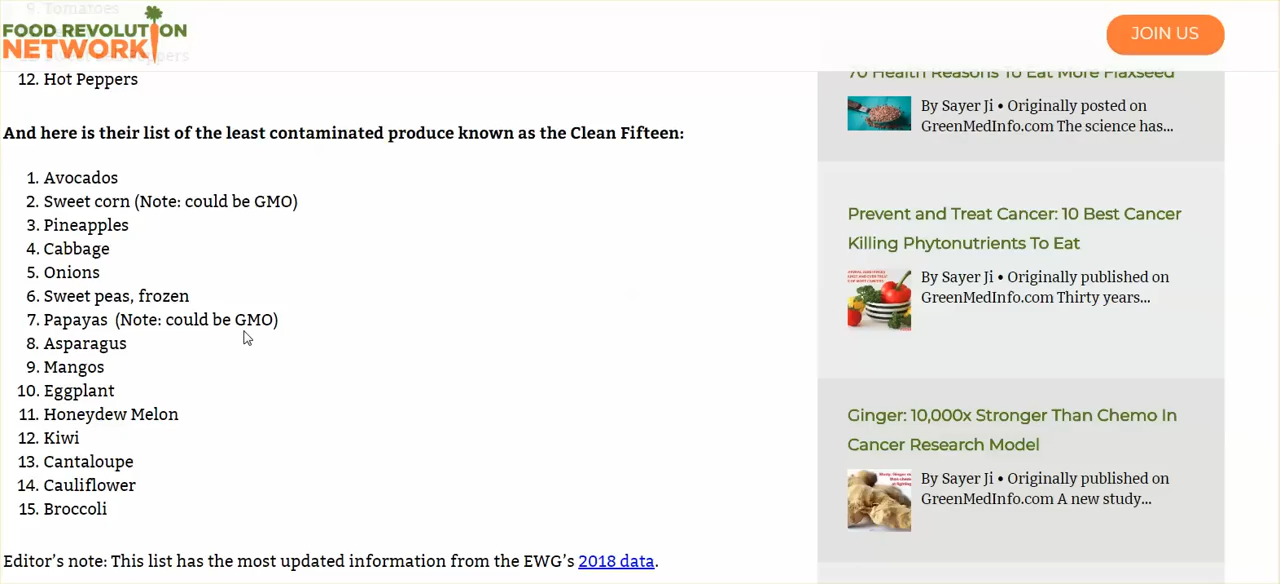 9. Tomatoes
FOOD REVOLUTION
NETWORK
JOIN US
12. Hot Peppers
And here is their list of the least contaminated produce known as the Clean Fifteen:
1. Avocados
2. Sweet corn (Note: could be GMO)
3. Pineapples
4. Cabbage
5. Onions
6. Sweet peas, frozen
7. Papayas (Note: could be GMO)
8. Asparagus
9. Mangos
10. Eggplant
11. Honeydew Melon
12. Kiwi
13. Cantaloupe
14. Cauliflower
15. Broccoli
Editor's note: This list has the most updated information from the EWG's 2018 data.
70 Health Reasons To Eat More Flaxseed
By Sayer Ji • Originally posted on
GreenMedInfo.com The science has...
Prevent and Treat Cancer: 10 Best Cancer
Killing Phytonutrients To Eat
By Sayer Ji • Originally published on
GreenMedInfo.com Thirty years...
Ginger: 10,000x Stronger Than Chemo In
Cancer Research Model
By Sayer Ji • Originally published on
GreenMedInfo.com A new study...